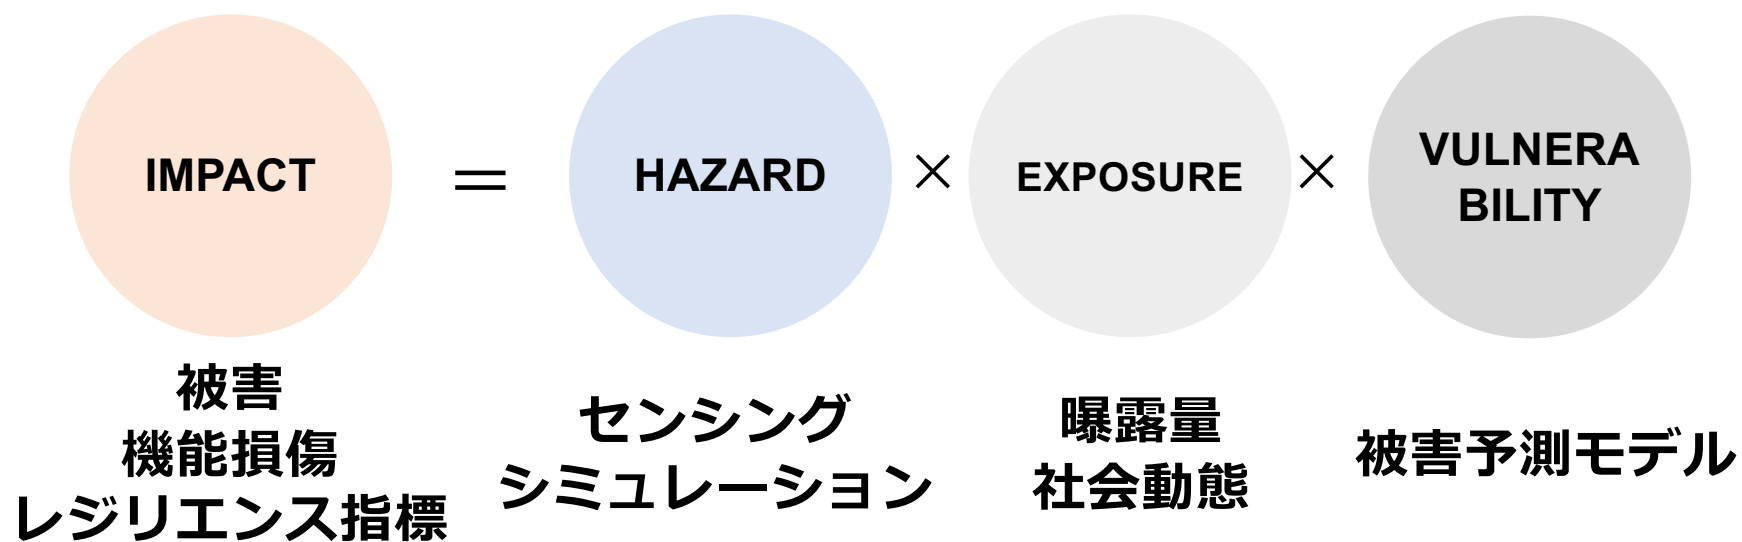 IMPACT
=
HAZARD
×
EXPOSURE
×
VULNERA
BILITY
被害
機能損傷
レジリエンス指標
センシング
シミュレーション
曝露量
社会動態
被害予測モデル